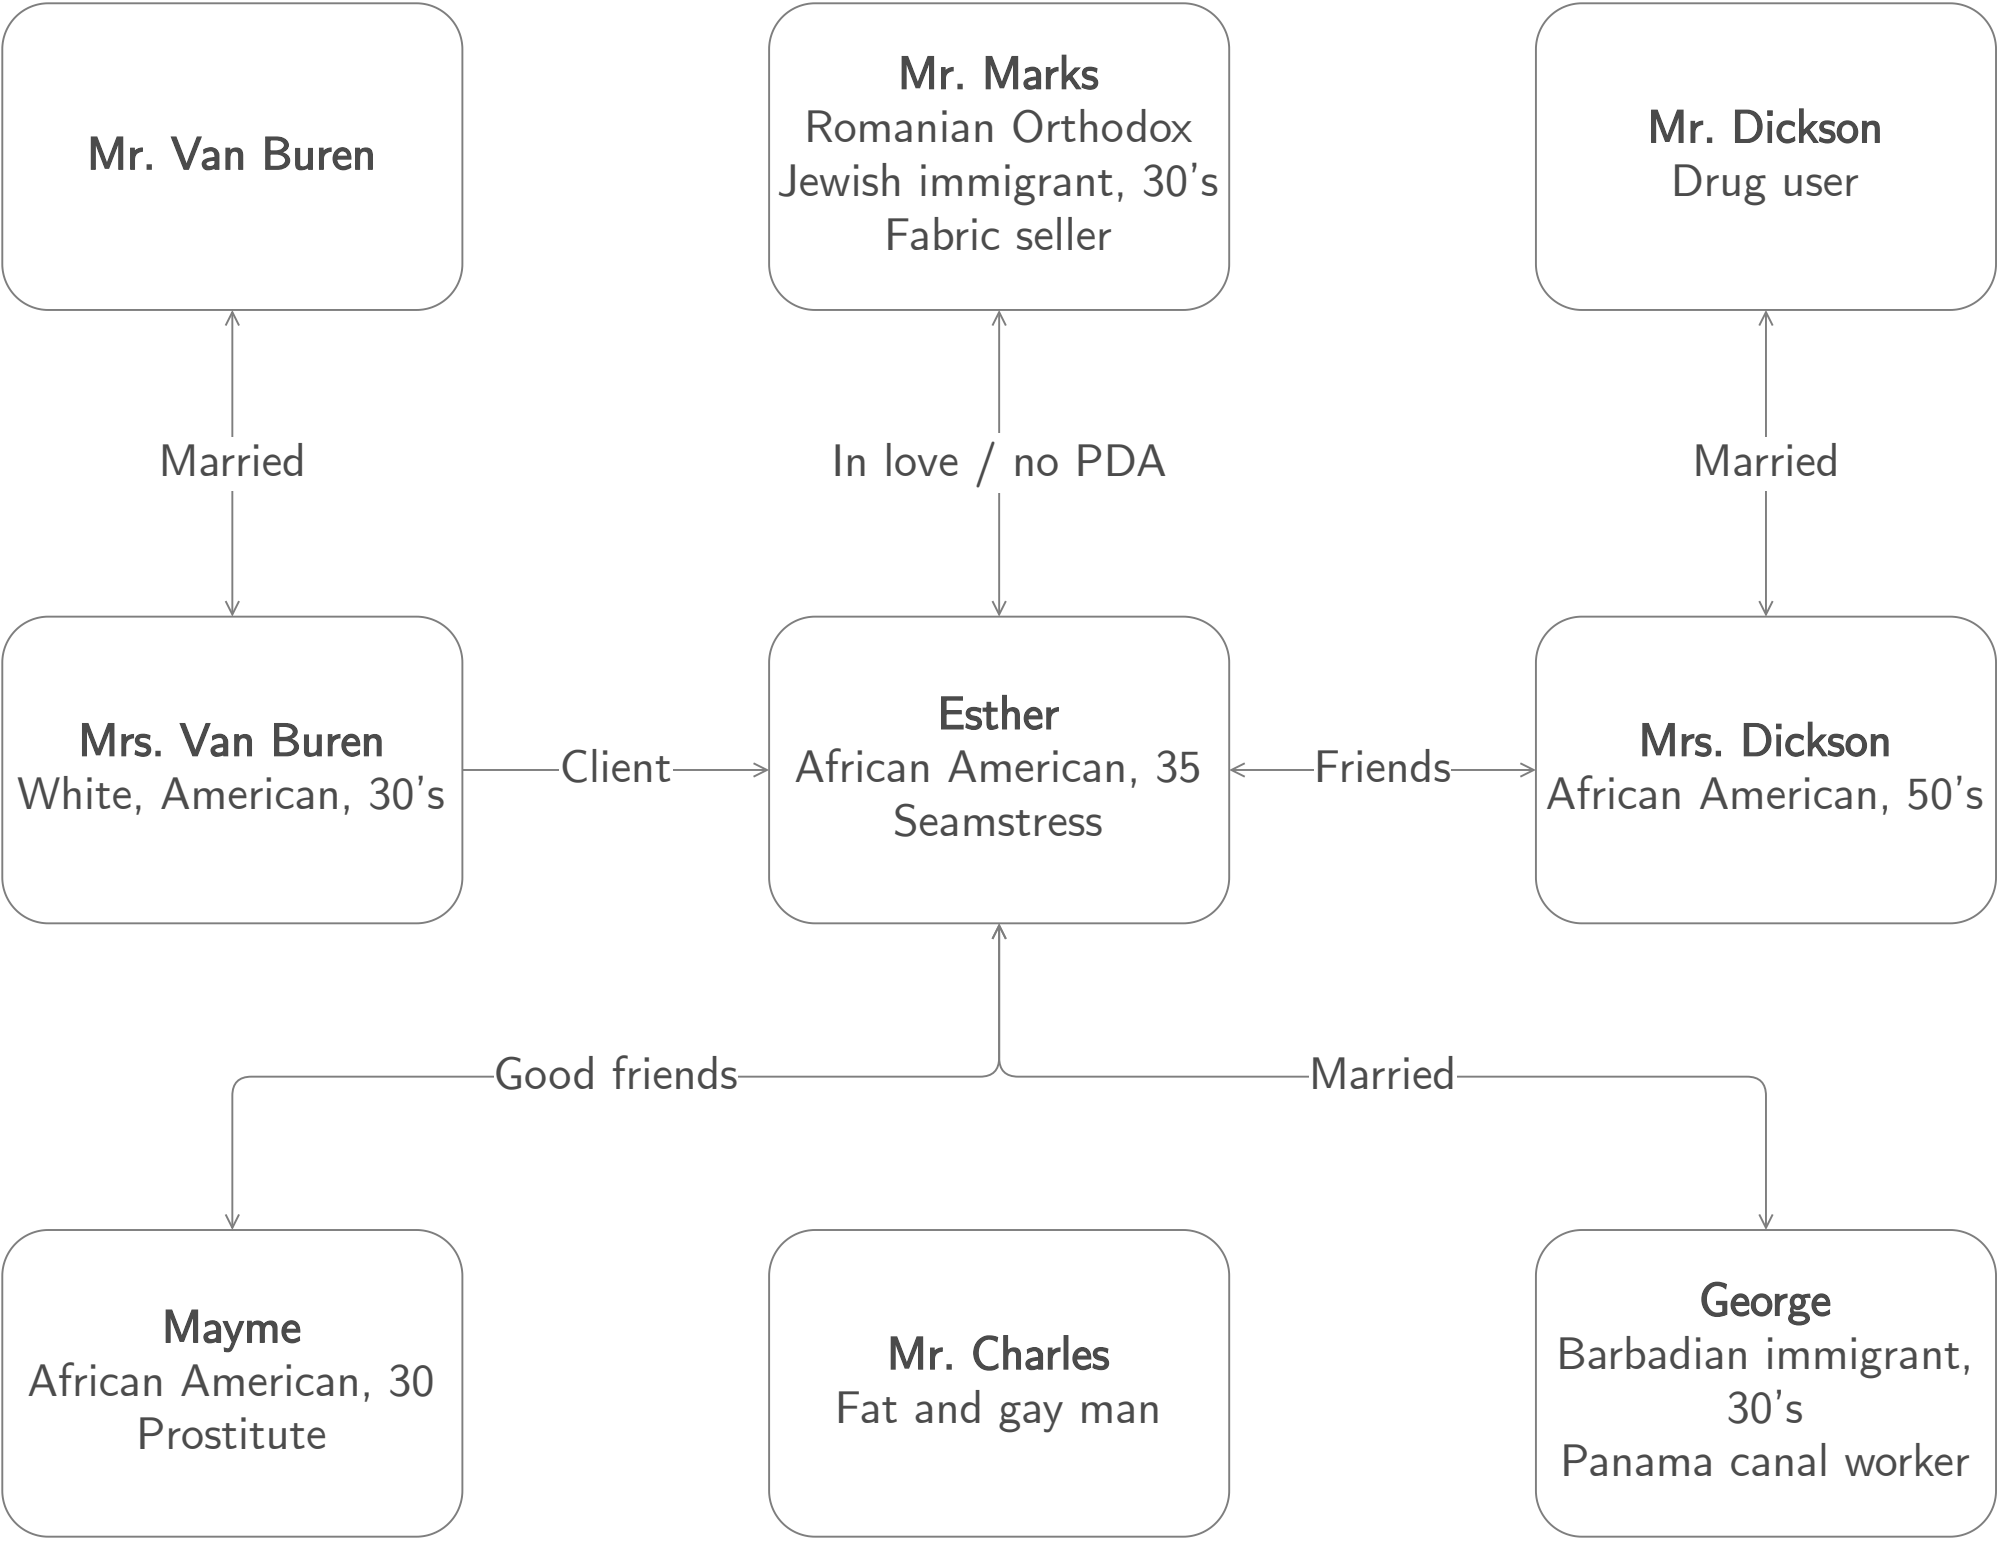 Mr. Van Buren
Mr. Marks
Romanian Orthodox
Jewish immigrant, 30's
Fabric seller
Mr. Dickson
Drug user
Married
In love / no PDA
Married
Mrs. Van Buren
White, American, 30's
Client
Esther
African American, 35
Seamstress
Friends
Mrs. Dickson
African American, 50's
Good friends
Married
Mayme
African American, 30
Prostitute
Mr. Charles
Fat and gay man
George
Barbadian immigrant,
30's
Panama canal worker